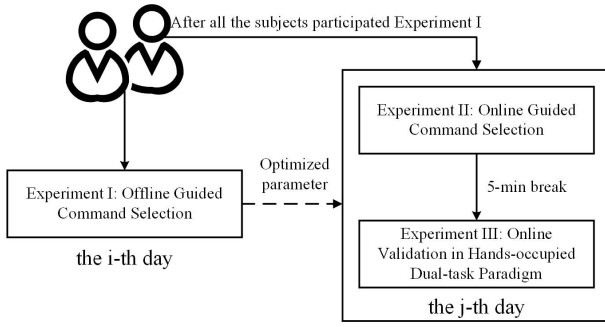 After all the subjects participated Experiment I
Experiment II: Online Guided
Command Selection
Optimized
parameter
5-min break
Experiment I: Offline Guided
Command Selection
Experiment III: Online
Validation in Hands-occupied
Dual-task Paradigm
the i-th day
the j-th day